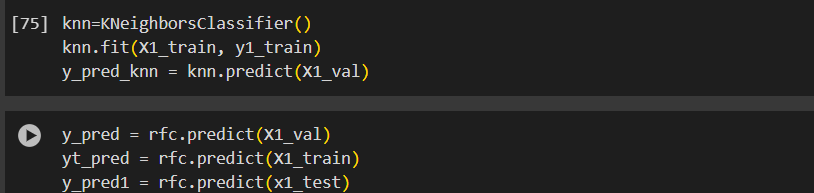 [75] knn=KNeighborsClassifier()
knn.fit(X1_train, y1_train)
y_pred_knn = knn.predict(X1_val)
y_pred = rfc.predict(X1_val)
yt_pred = rfc.predict(X1_train)
y_pred1 = rfc.predict(x1_test)